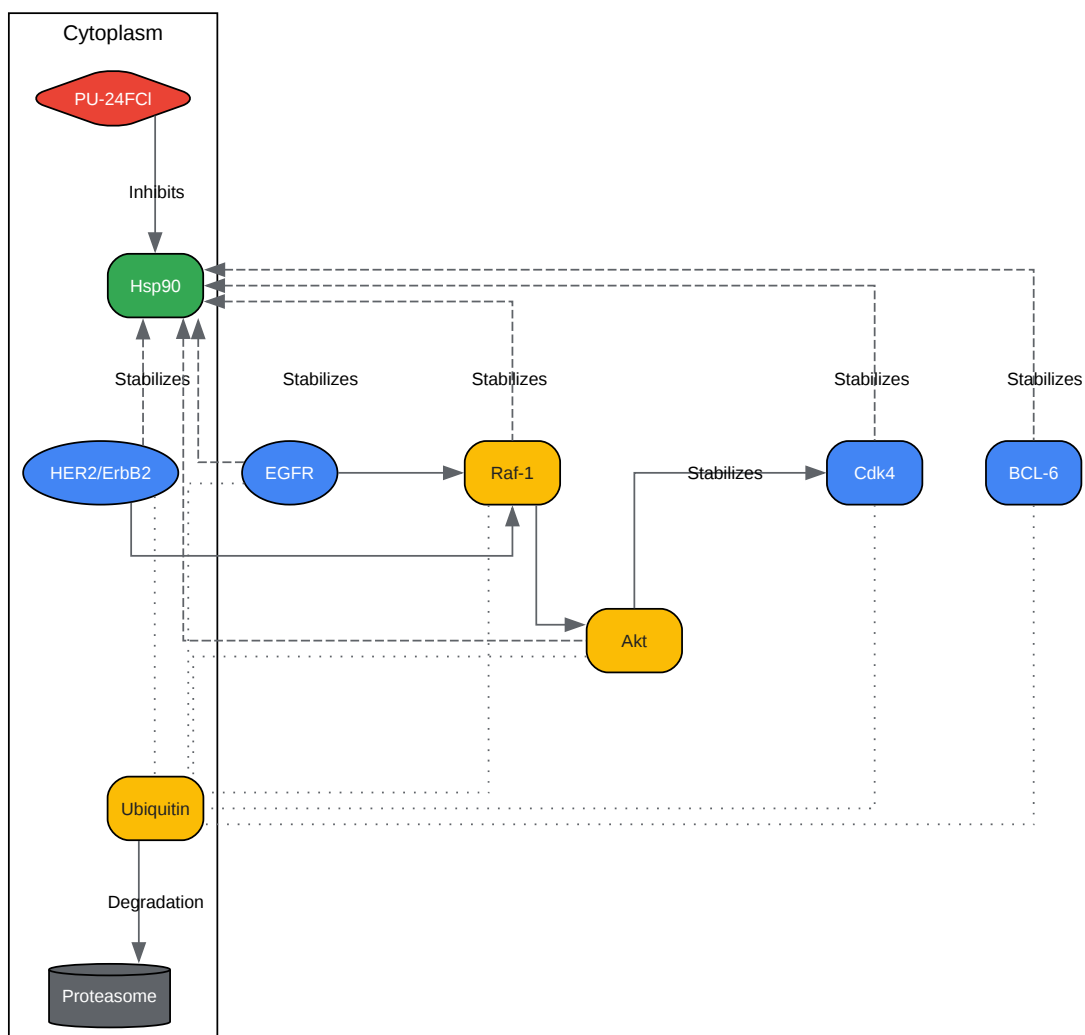 Cytoplasm
PU-24FCl
Inhibits
Hsp90
Stabilizes
Stabilizes
Stabilizes
Stabilizes
Stabilizes
HER2/ErbB2
EGFR
Raf-1
Stabilizes
Cdk4
BCL-6
Akt
Ubiquitin
Degradation
Proteasome